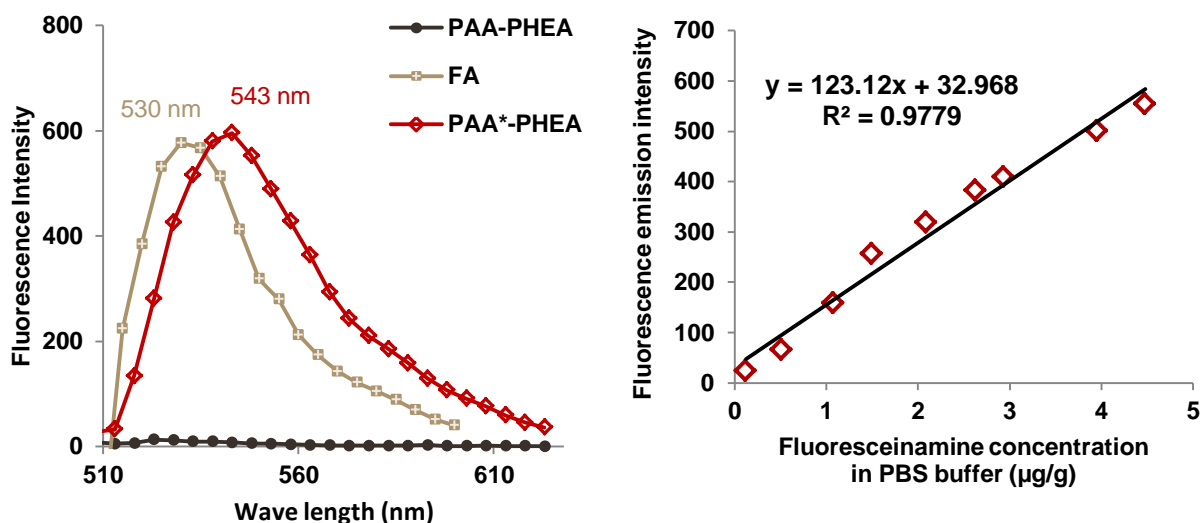 800
600
400
200
0
Fluorescence Intensity
510
560
610
Wave length (nm)
PAA-PHEA
FA
PAA*-PHEA
530 nm
543 nm
700
600
500
400
300
200
100
0
Fluorescence emission intensity
y = 123.12x + 32.968
R² = 0.9779
0
1
2
3
4
5
Fluoresceinamine concentration
in PBS buffer (µg/g)